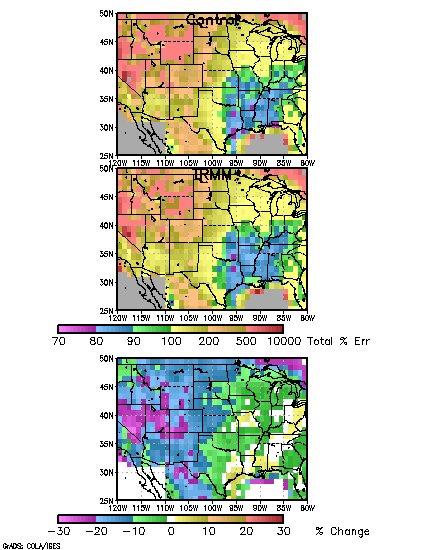 Control
50N
45N
40N
35N
30N
25N
120W 115W 110W 105W 100W 95W 90W 85W 80W
TRMM
50N
45N
40N
35N
30N
25N
120W 115W 110W 105W 100W 95W 90W 85W 80W
70 80 90 100 200 500 10000 Total % Err
50N
45N
40N
35N
30N
25N
120W 115W 110W 105W 100W 95W 90W 85W 80W
−30 −20 −10 0 10 20 30 % Change
GrADS: COLA/IGES